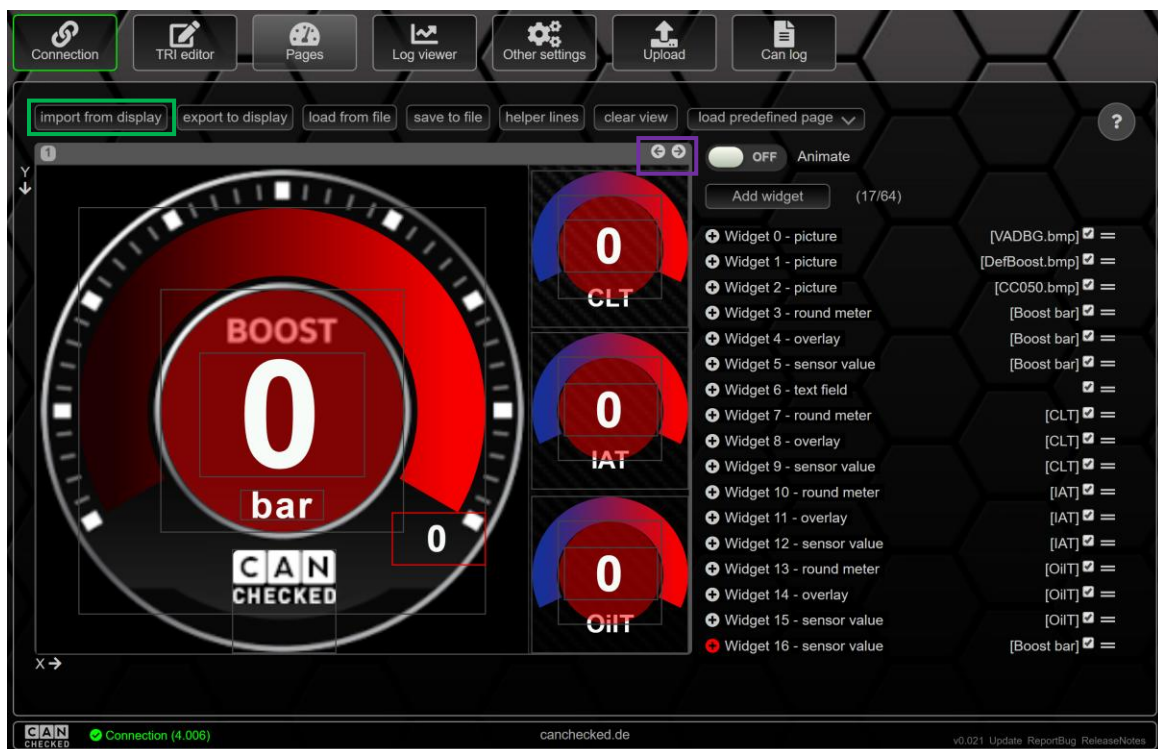 Connection TRI editor Pages Log viewer Other settings Upload Can log
import from display export to display load from file save to file helper lines clear view load predefined page ?
1
OFF Animate
Y
Add widget (17/64)
0
CLT
BOOST
0
bar
0
IAT
0
CAN
CHECKED
0
OilT
X
Widget 0 - picture [VADBG.bmp]
Widget 1 - picture [DefBoost.bmp]
Widget 2 - picture [CC050.bmp]
Widget 3 - round meter [Boost bar]
Widget 4 - overlay [Boost bar]
Widget 5 - sensor value [Boost bar]
Widget 6 - text field
Widget 7 - round meter [CLT]
Widget 8 - overlay [CLT]
Widget 9 - sensor value [CLT]
Widget 10 - round meter [IAT]
Widget 11 - overlay [IAT]
Widget 12 - sensor value [IAT]
Widget 13 - round meter [OilT]
Widget 14 - overlay [OilT]
Widget 15 - sensor value [OilT]
Widget 16 - sensor value [Boost bar]
CAN
CHECKED
Connection (4.006) canchecked.de v0.021 Update ReportBug ReleaseNotes